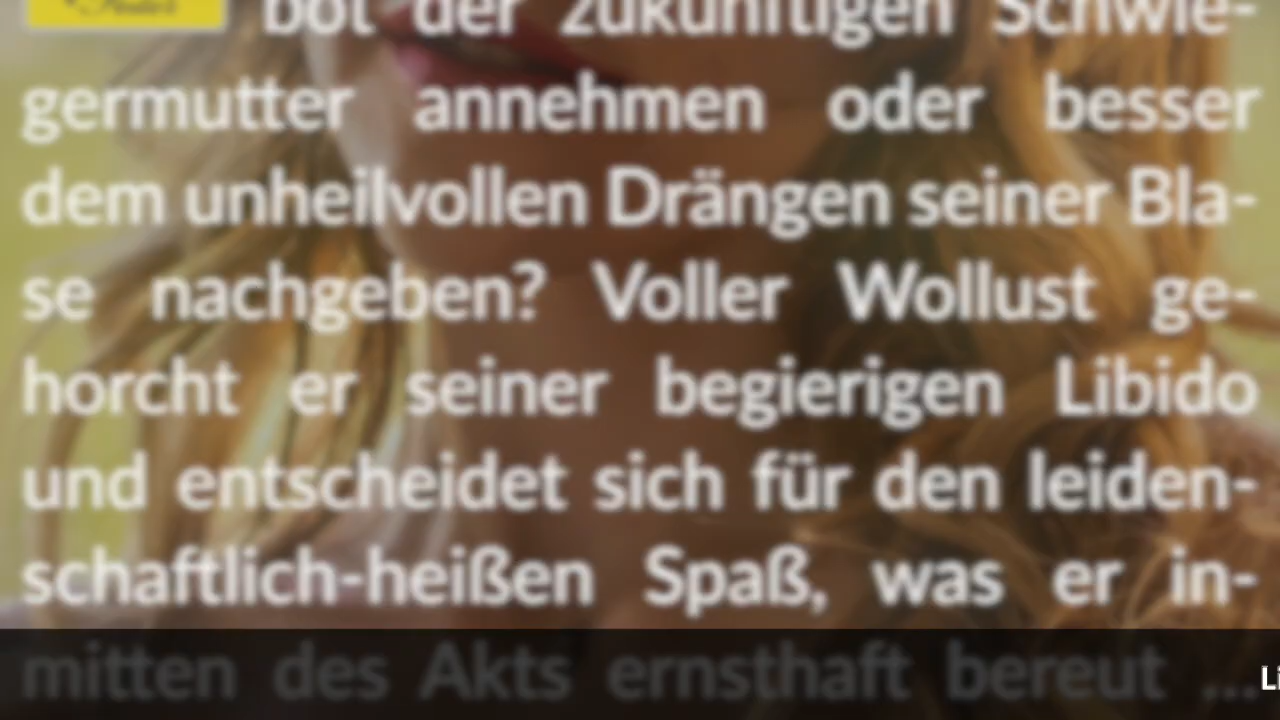 bot der zukünftigen Schwie-
germutter annehmen oder besser
dem unheilvollen Drängen seiner Bla-
se nachgeben? Voller Wollust ge-
horcht er seiner begierigen Libido
und entscheidet sich für den leiden-
schaftlich-heißen Spaß, was er in-
mitten des Akts ernsthaft bereut ...
Li